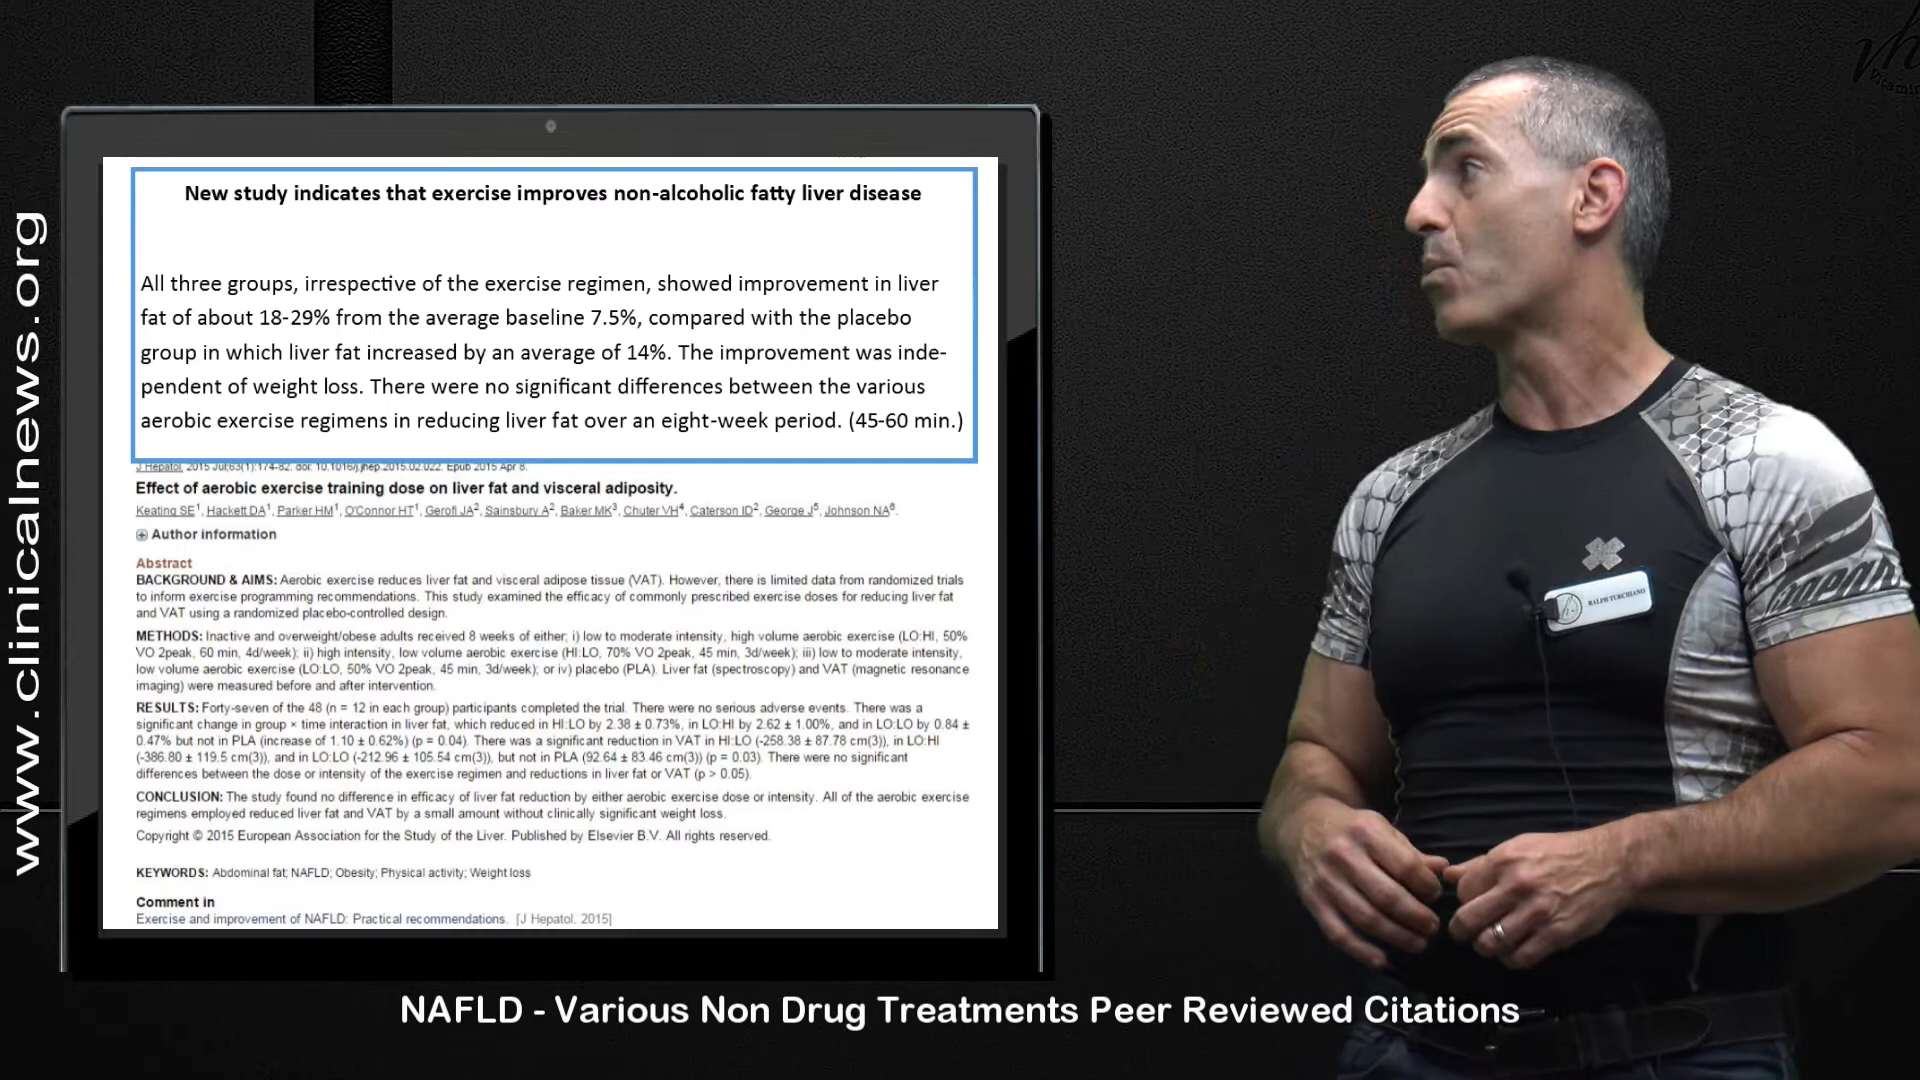 www.clinicalnews.org
New study indicates that exercise improves non-alcoholic fatty liver disease
All three groups, irrespective of the exercise regimen, showed improvement in liver
fat of about 18-29% from the average baseline 7.5%, compared with the placebo
group in which liver fat increased by an average of 14%. The improvement was inde-
pendent of weight loss. There were no significant differences between the various
aerobic exercise regimens in reducing liver fat over an eight-week period. (45-60 min.)
J Hepatol. 2015 Jul;63(1):174-82. doi: 10.1016/j.jhep.2015.02.022. Epub 2015 Apr 8.
Effect of aerobic exercise training dose on liver fat and visceral adiposity.
Keating SE1, Hackett DA1, Parker HM1, O'Connor HT1, Gerofi JA2, Sainsbury A2, Baker MK3, Chuter VH4, Caterson ID2, George J5, Johnson NA6.
Author information
Abstract
BACKGROUND & AIMS: Aerobic exercise reduces liver fat and visceral adipose tissue (VAT). However, there is limited data from randomized trials
to inform exercise programming recommendations. This study examined the efficacy of commonly prescribed exercise doses for reducing liver fat
and VAT using a randomized placebo-controlled design.
METHODS: Inactive and overweight/obese adults received 8 weeks of either; i) low to moderate intensity, high volume aerobic exercise (LO:HI, 50%
VO 2peak, 60 min, 4d/week); ii) high intensity, low volume aerobic exercise (HI:LO, 70% VO 2peak, 45 min, 3d/week); iii) low to moderate intensity,
low volume aerobic exercise (LO:LO, 50% VO 2peak, 45 min, 3d/week); or iv) placebo (PLA). Liver fat (spectroscopy) and VAT (magnetic resonance
imaging) were measured before and after intervention.
RESULTS: Forty-seven of the 48 (n = 12 in each group) participants completed the trial. There were no serious adverse events. There was a
significant change in group × time interaction in liver fat, which reduced in HI:LO by 2.38 ± 0.73%, in LO:HI by 2.62 ± 1.00%, and in LO:LO by 0.84 ±
0.47% but not in PLA (increase of 1.10 ± 0.62%) (p = 0.04). There was a significant reduction in VAT in HI:LO (-258.38 ± 87.78 cm(3)), in LO:HI
(-386.80 ± 119.5 cm(3)), and in LO:LO (-212.96 ± 105.54 cm(3)), but not in PLA (92.64 ± 83.46 cm(3)) (p = 0.03). There were no significant
differences between the dose or intensity of the exercise regimen and reductions in liver fat or VAT (p > 0.05).
CONCLUSION: The study found no difference in efficacy of liver fat reduction by either aerobic exercise dose or intensity. All of the aerobic exercise
regimens employed reduced liver fat and VAT by a small amount without clinically significant weight loss.
Copyright © 2015 European Association for the Study of the Liver. Published by Elsevier B.V. All rights reserved.
KEYWORDS: Abdominal fat; NAFLD; Obesity; Physical activity; Weight loss
Comment in
Exercise and improvement of NAFLD: Practical recommendations. [J Hepatol. 2015]
RALPH TURCHIANO
NAFLD - Various Non Drug Treatments Peer Reviewed Citations